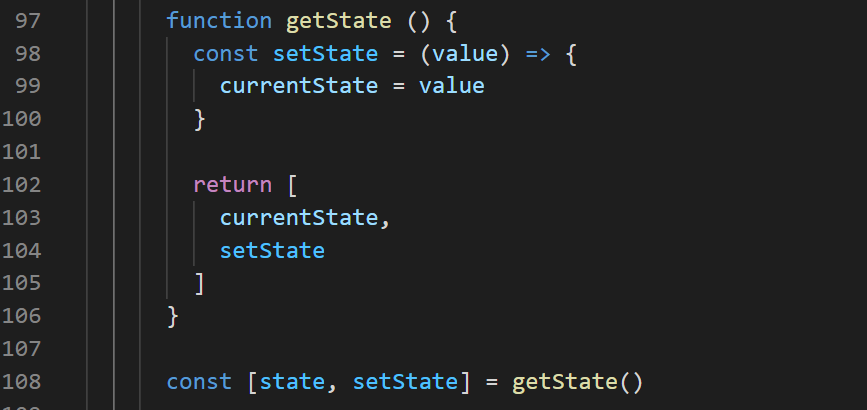 97 function getState () {
98 const setState = (value) => {
99 currentState = value
100 }
101
102 return [
103 currentState,
104 setState
105 ]
106 }
107
108 const [state, setState] = getState()